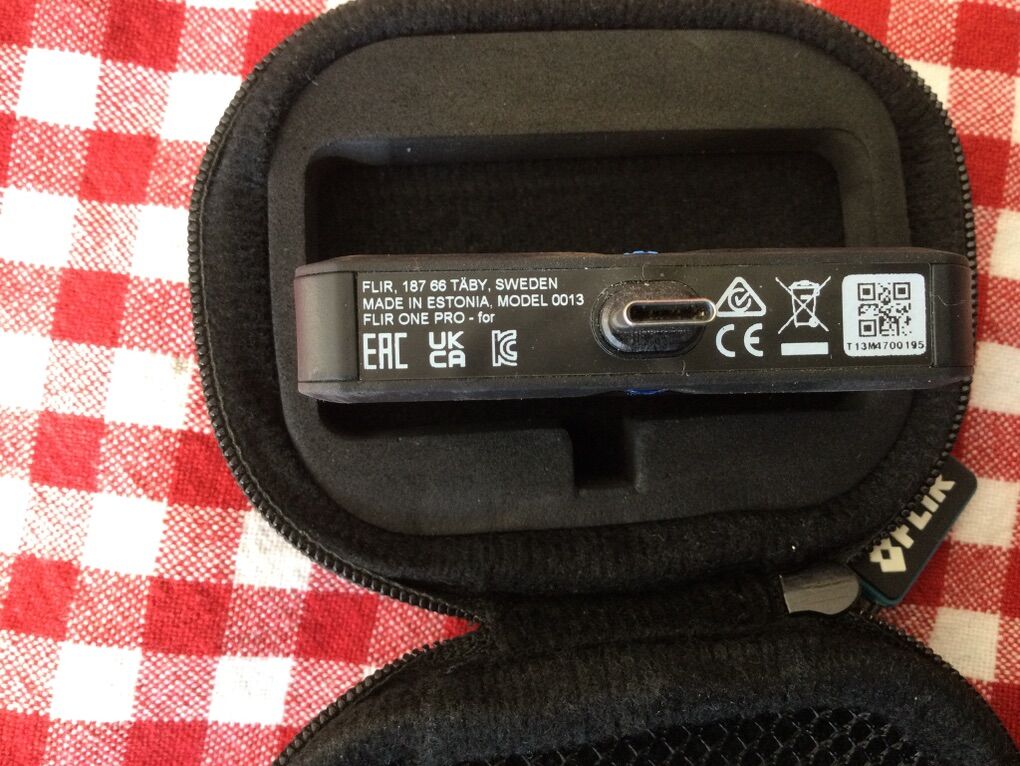 FLIR, 187 66 TÄBY, SWEDEN
MADE IN ESTONIA, MODEL 0013
FLIR ONE PRO - for
EAC UK CA KC CE
T13M4700195
FLIR